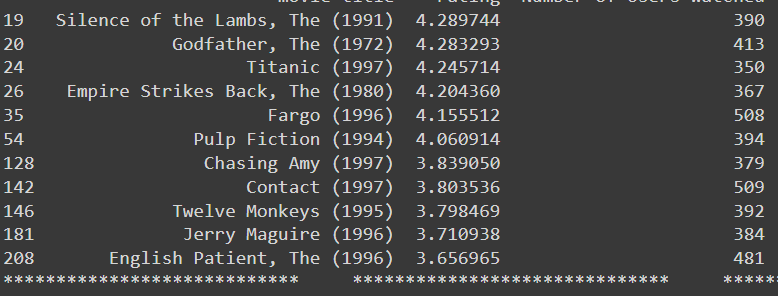 movie title rating Number of Users watched
19 Silence of the Lambs, The (1991) 4.289744 390
20 Godfather, The (1972) 4.283293 413
24 Titanic (1997) 4.245714 350
26 Empire Strikes Back, The (1980) 4.204360 367
35 Fargo (1996) 4.155512 508
54 Pulp Fiction (1994) 4.060914 394
128 Chasing Amy (1997) 3.839050 379
142 Contact (1997) 3.803536 509
146 Twelve Monkeys (1995) 3.798469 392
181 Jerry Maguire (1996) 3.710938 384
208 English Patient, The (1996) 3.656965 481
**************************** ****************************** *****